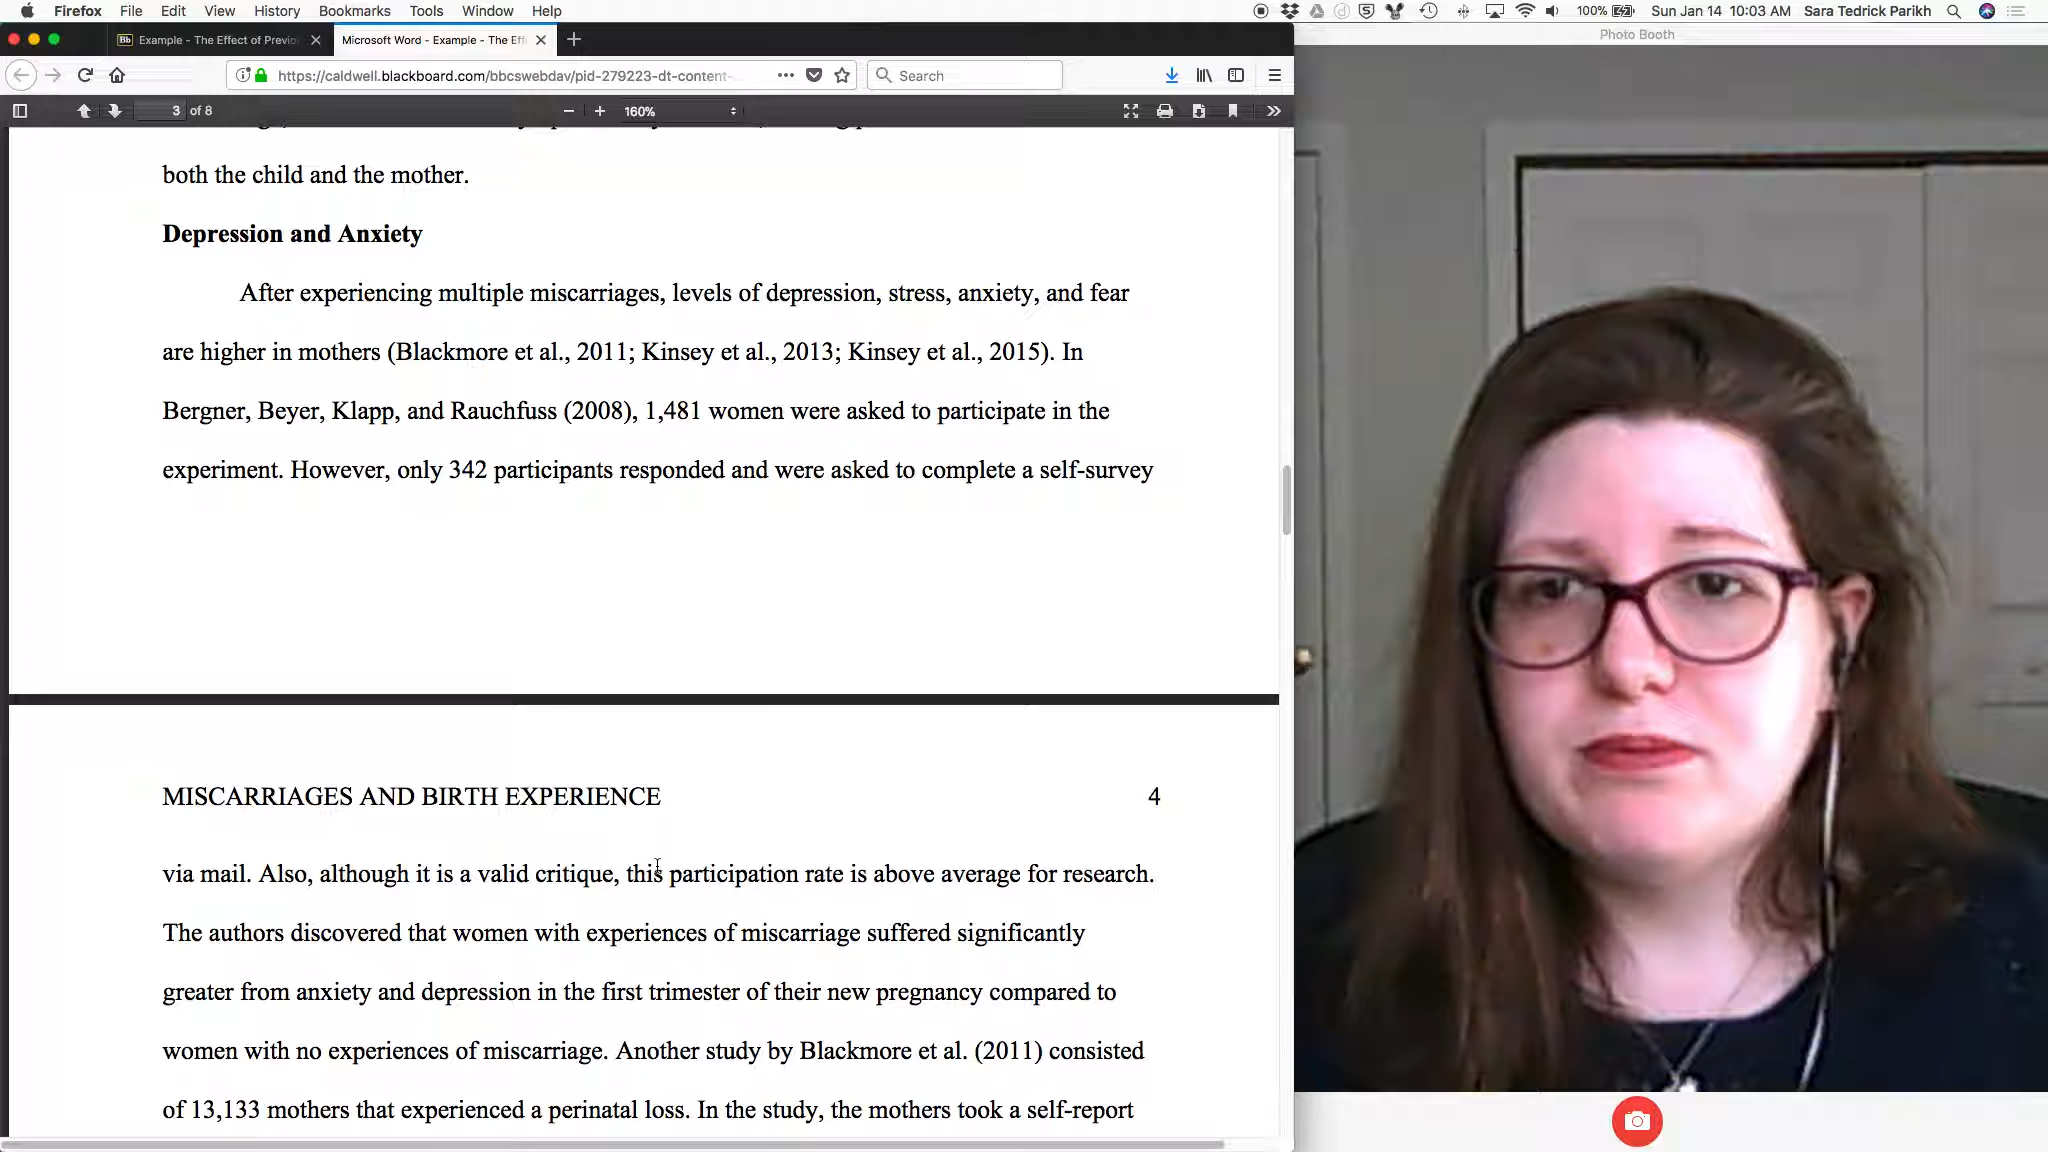 Firefox File Edit View History Bookmarks Tools Window Help 100% Sun Jan 14 10:03 AM Sara Tedrick Parikh
Photo Booth
Bb Example - The Effect of Previo
Microsoft Word - Example - The Eff
https://caldwell.blackboard.com/bbcswebdav/pid-279223-dt-content-
Search
3 of 8
160%
both the child and the mother.
Depression and Anxiety
After experiencing multiple miscarriages, levels of depression, stress, anxiety, and fear
are higher in mothers (Blackmore et al., 2011; Kinsey et al., 2013; Kinsey et al., 2015). In
Bergner, Beyer, Klapp, and Rauchfuss (2008), 1,481 women were asked to participate in the
experiment. However, only 342 participants responded and were asked to complete a self-survey
MISCARRIAGES AND BIRTH EXPERIENCE 4
via mail. Also, although it is a valid critique, this participation rate is above average for research.
The authors discovered that women with experiences of miscarriage suffered significantly
greater from anxiety and depression in the first trimester of their new pregnancy compared to
women with no experiences of miscarriage. Another study by Blackmore et al. (2011) consisted
of 13,133 mothers that experienced a perinatal loss. In the study, the mothers took a self-report